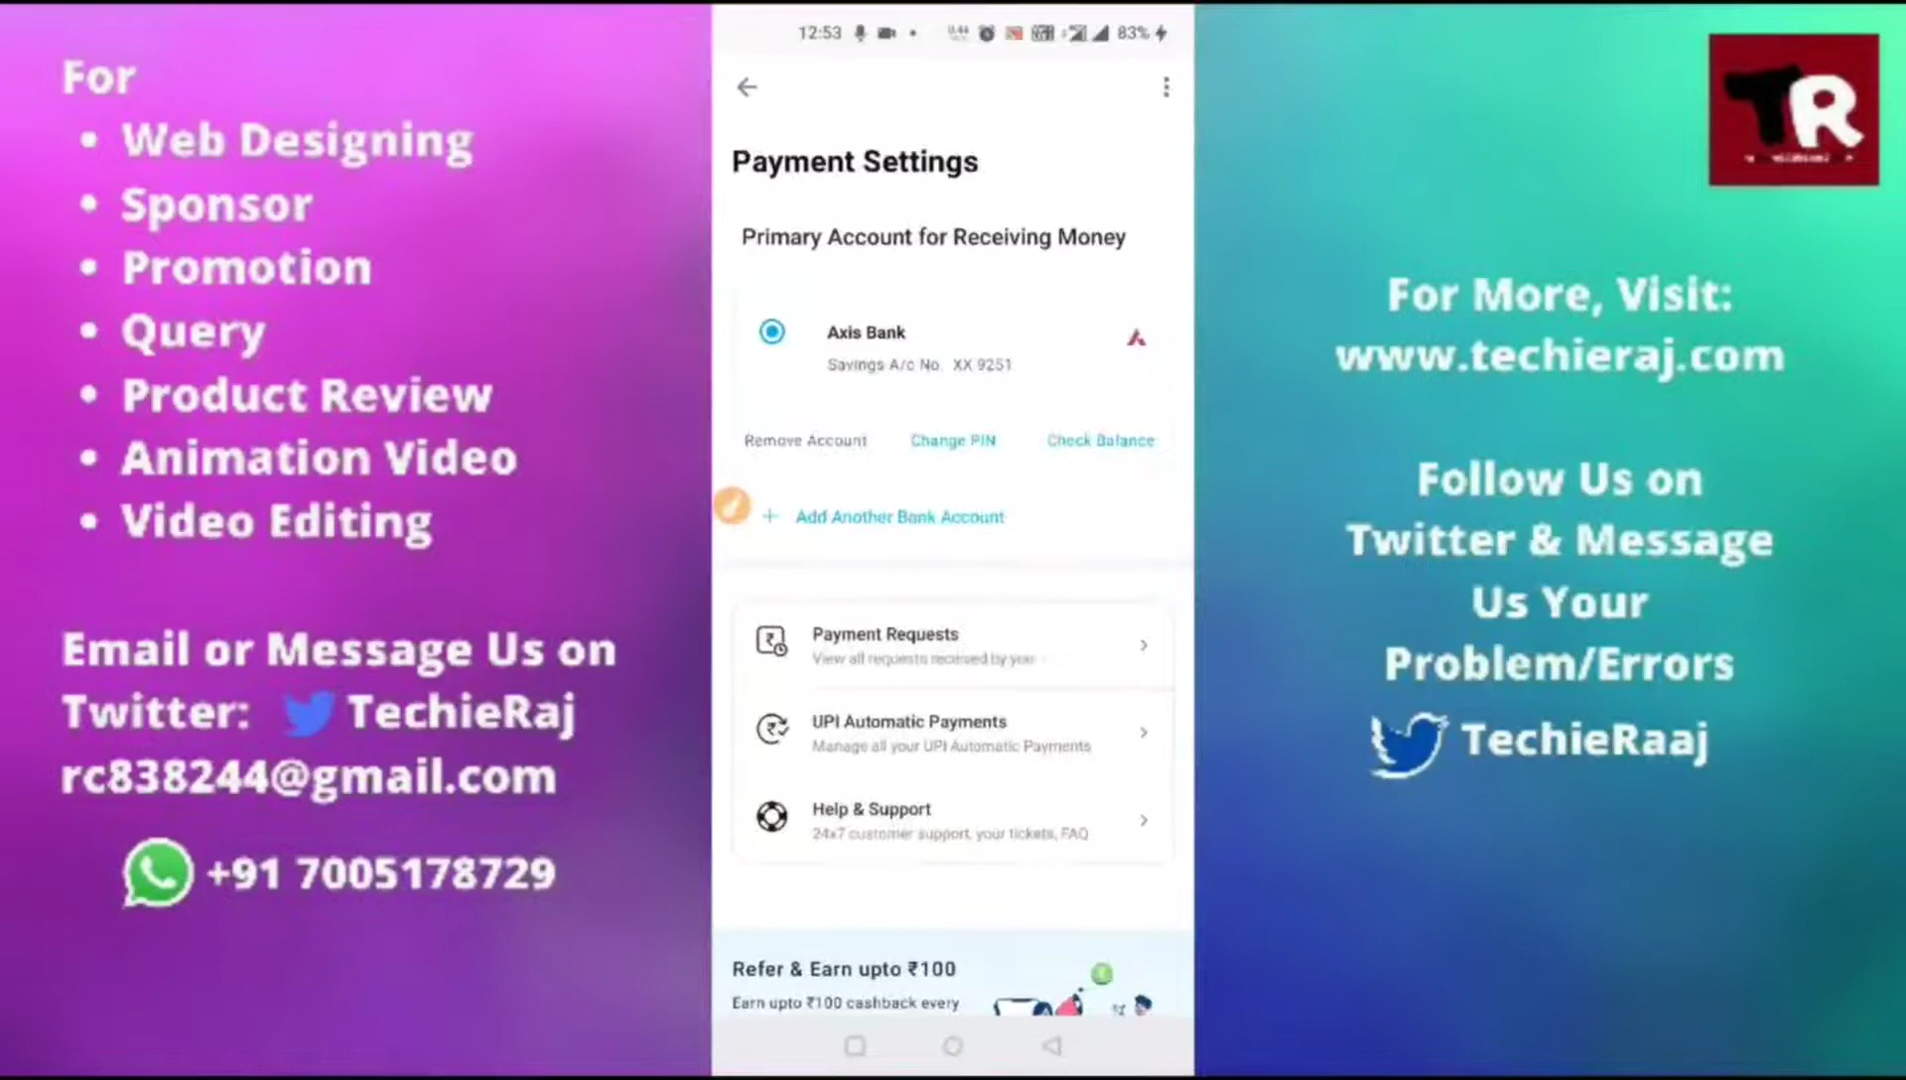 For
• Web Designing
• Sponsor
• Promotion
• Query
• Product Review
• Animation Video
• Video Editing
Email or Message Us on
Twitter: TechieRaj
rc838244@gmail.com
+91 7005178729
12:53
83%
Payment Settings
Primary Account for Receiving Money
Axis Bank
Savings A/c No. XX 9251
Remove Account Change PIN Check Balance
+ Add Another Bank Account
Payment Requests
View all requests received by you
UPI Automatic Payments
Manage all your UPI Automatic Payments
Help & Support
24x7 customer support, your tickets, FAQ
Refer & Earn upto ₹100
Earn upto ₹100 cashback every
TR
For More, Visit:
www.techieraj.com
Follow Us on
Twitter & Message
Us Your
Problem/Errors
TechieRaaj